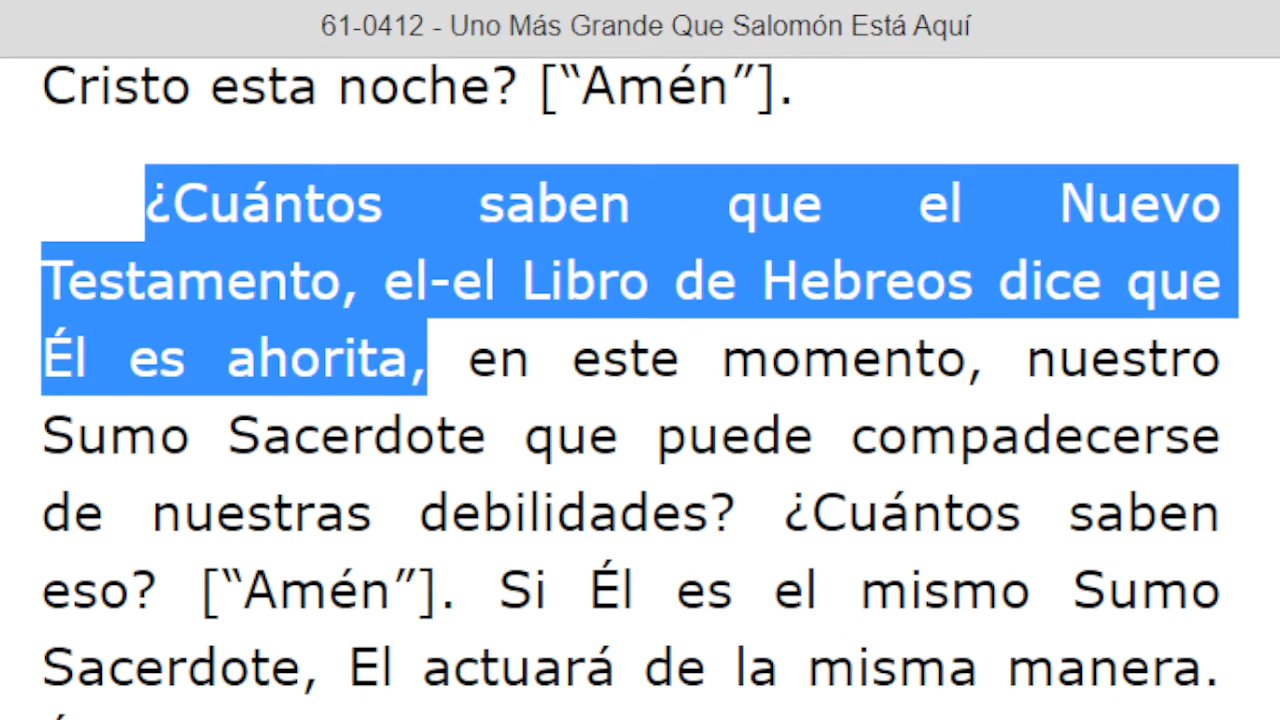 61-0412 - Uno Más Grande Que Salomón Está Aquí
Cristo esta noche? [“Amén”].
¿Cuántos saben que el Nuevo
Testamento, el-el Libro de Hebreos dice que
Él es ahorita, en este momento, nuestro
Sumo Sacerdote que puede compadecerse
de nuestras debilidades? ¿Cuántos saben
eso? [“Amén”]. Si Él es el mismo Sumo
Sacerdote, El actuará de la misma manera.